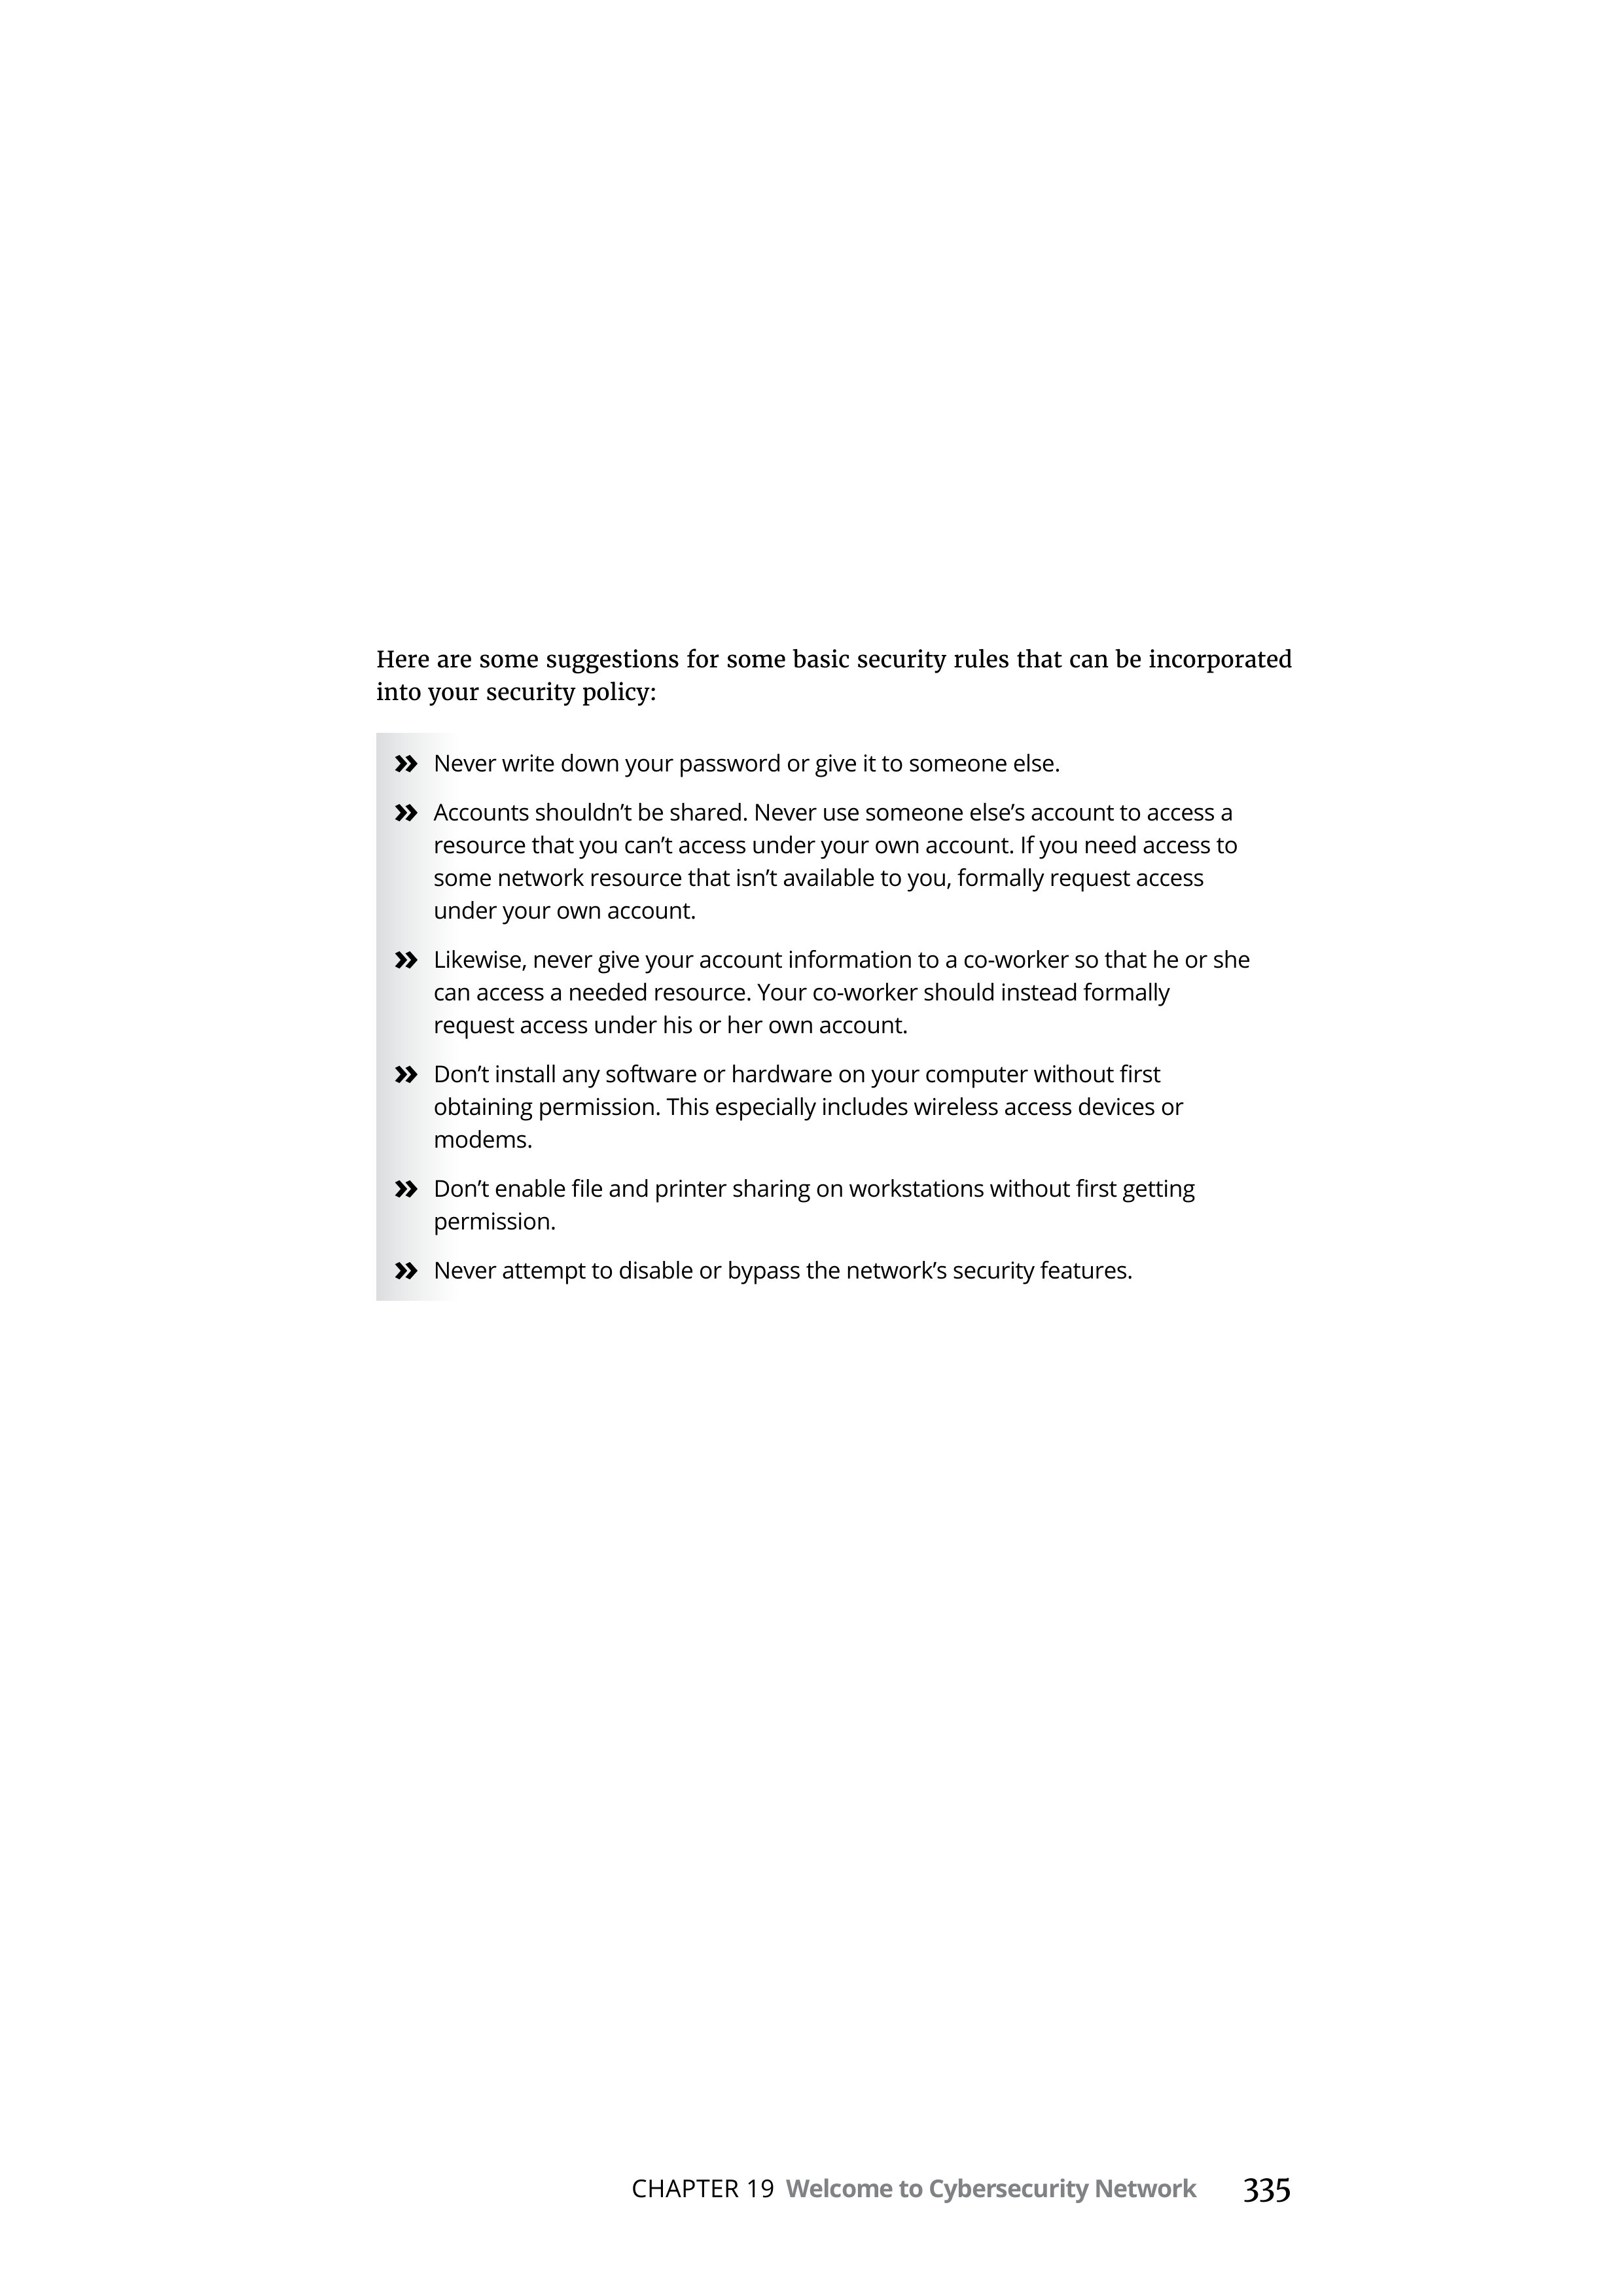 Here are some suggestions for some basic security rules that can be incorporated
into your security policy:
» Never write down your password or give it to someone else.
» Accounts shouldn’t be shared. Never use someone else’s account to access a
resource that you can’t access under your own account. If you need access to
some network resource that isn’t available to you, formally request access
under your own account.
» Likewise, never give your account information to a co-worker so that he or she
can access a needed resource. Your co-worker should instead formally
request access under his or her own account.
» Don’t install any software or hardware on your computer without first
obtaining permission. This especially includes wireless access devices or
modems.
» Don’t enable file and printer sharing on workstations without first getting
permission.
» Never attempt to disable or bypass the network’s security features.
CHAPTER 19 Welcome to Cybersecurity Network 335